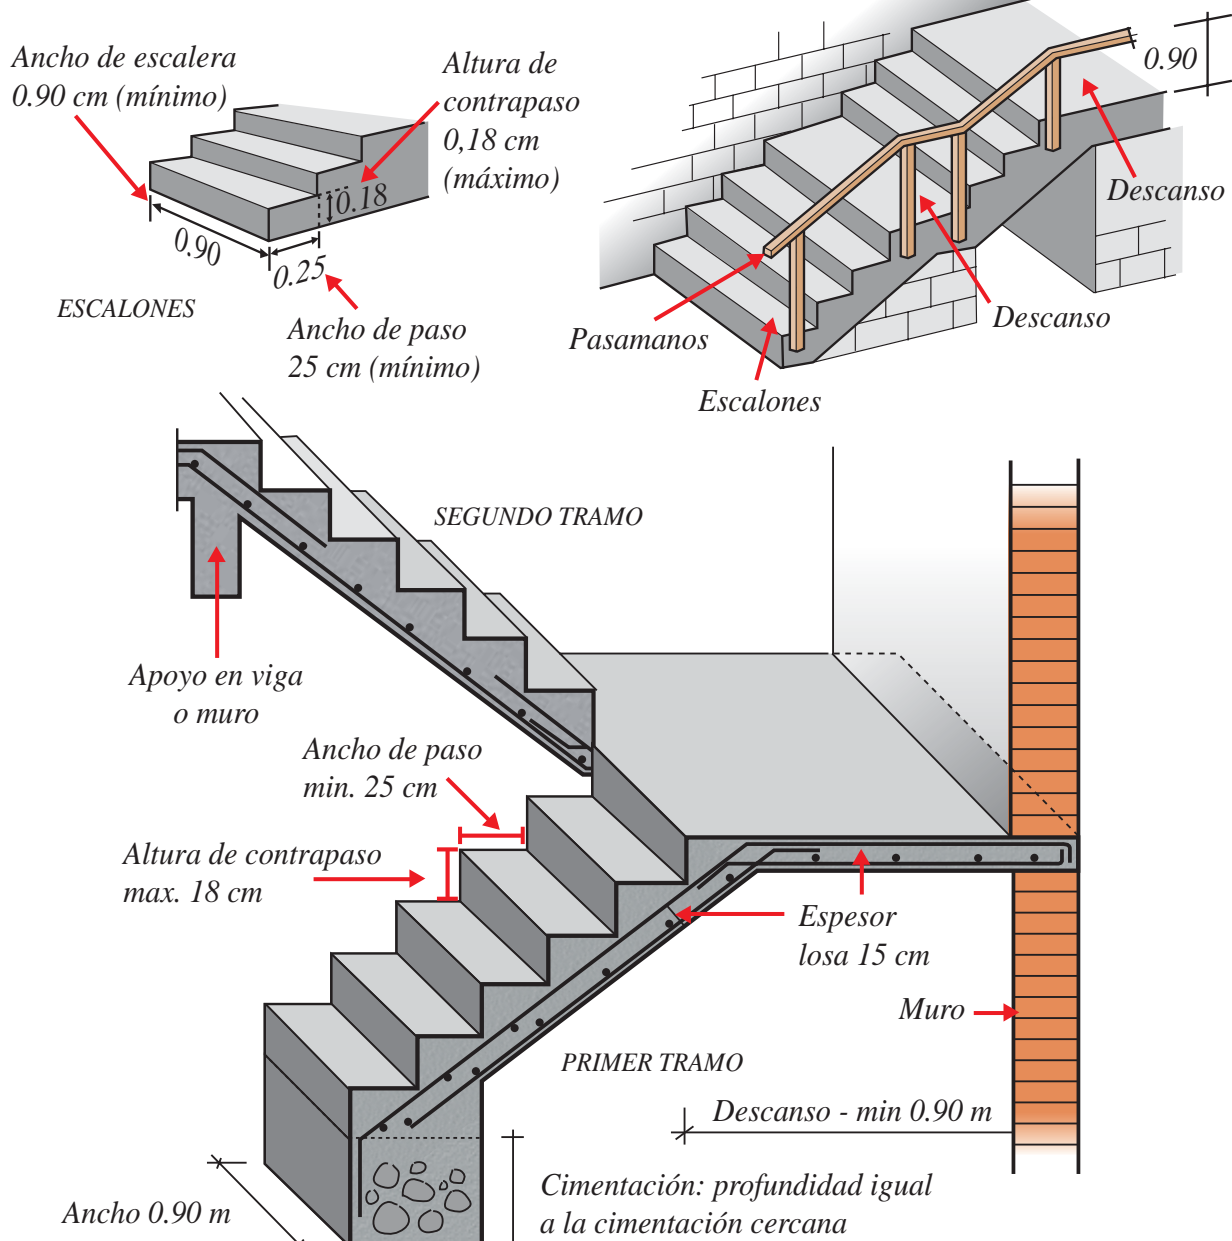 Ancho de escalera
0.90 cm (mínimo)
Altura de
contrapaso
0,18 cm
(máximo)
0.18
0.90
0.25
ESCALONES
Ancho de paso
25 cm (mínimo)
0.90
Descanso
Descanso
Pasamanos
Escalones
SEGUNDO TRAMO
Apoyo en viga
o muro
Ancho de paso
min. 25 cm
Altura de contrapaso
max. 18 cm
Espesor
losa 15 cm
Muro
PRIMER TRAMO
Descanso - min 0.90 m
Ancho 0.90 m
Cimentación: profundidad igual
a la cimentación cercana